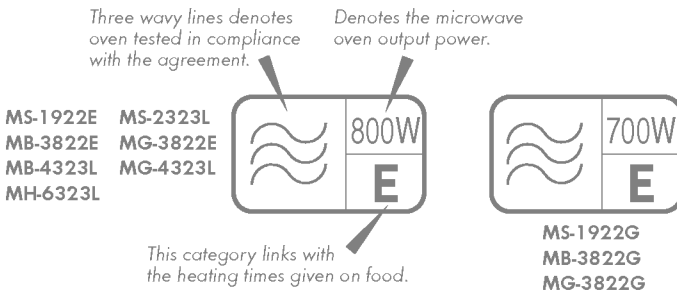 Three wavy lines denotes
oven tested in compliance
with the agreement.
Denotes the microwave
oven output power.
MS-1922E MS-2323L
MB-3822E MG-3822E
MB-4323L MG-4323L
MH-6323L
800W
E
700W
E
This category links with
the heating times given on food.
MS-1922G
MB-3822G
MG-3822G